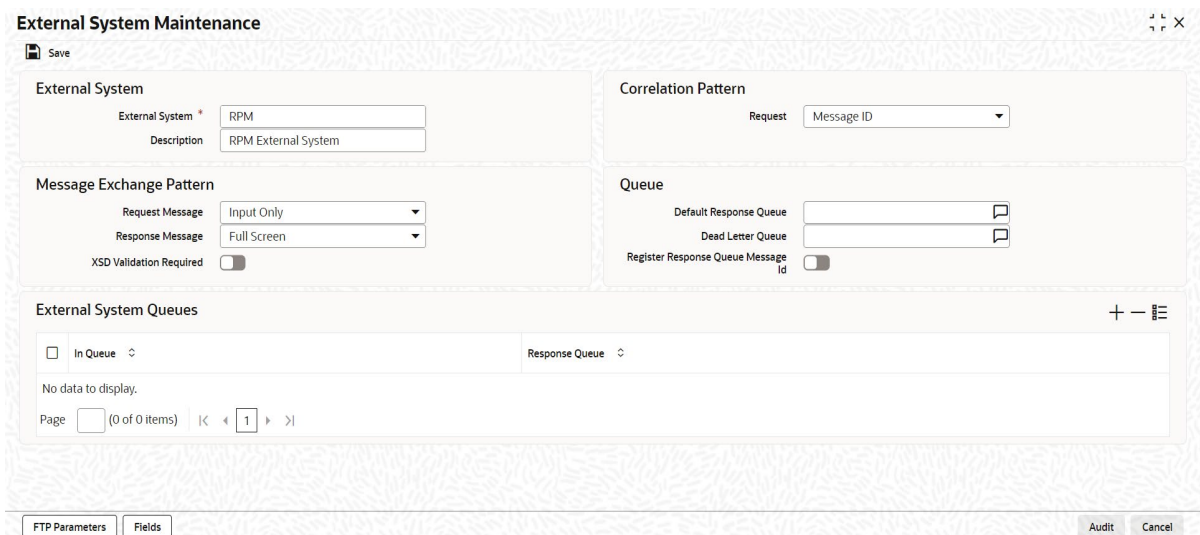 External System Maintenance
Save
External System
External System *
RPM
Description
RPM External System
Correlation Pattern
Request
Message ID
Message Exchange Pattern
Request Message
Input Only
Response Message
Full Screen
XSD Validation Required
Queue
Default Response Queue
Dead Letter Queue
Register Response Queue Message
Id
External System Queues
In Queue
Response Queue
No data to display.
Page (0 of 0 items) 1
FTP Parameters
Fields
Audit
Cancel